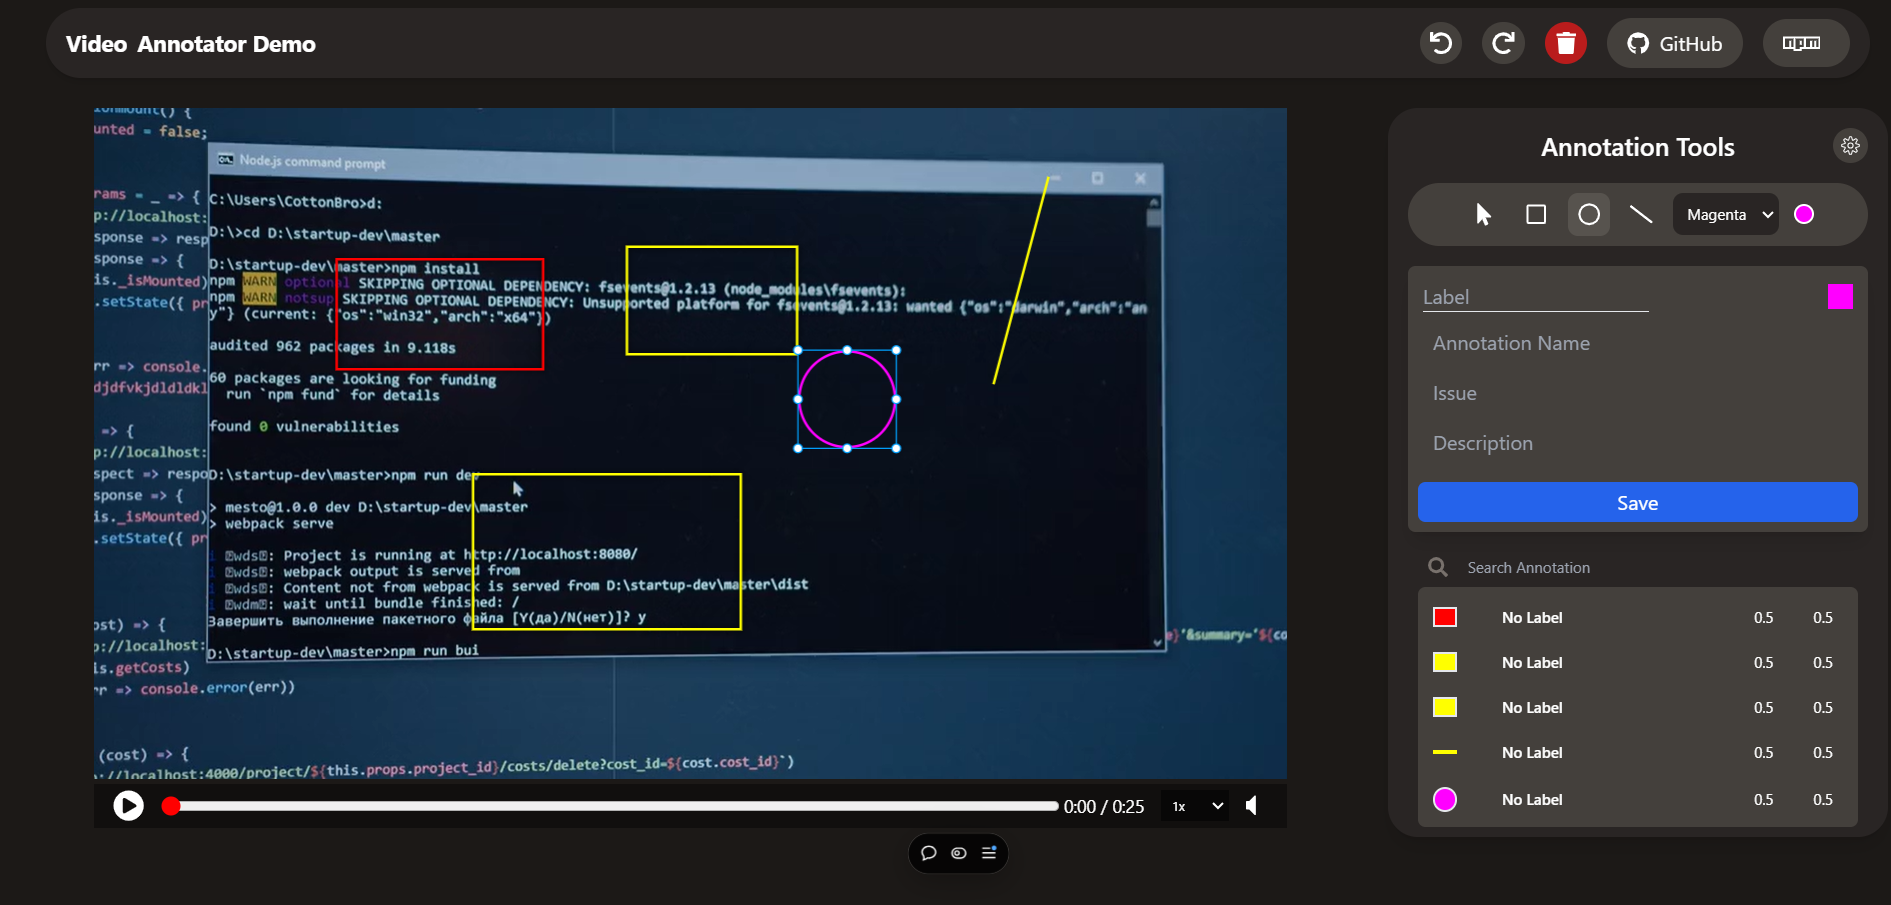 Video Annotator Demo
GitHub
npm
ionmount() {
unted = false;
rams = _ => {
p://localhost:
sponse => resp
sponse => {
is._isMounted)
.setState({ pr
rr => console.
djdfvkjdldldkl
=> {
p://localhost:
spect => respo
sponse => {
is._isMounted)
.setState({ pr
ost) => {
p://localhost:
is.getCosts)
rr => console.error(err))
(cost) => {
p://localhost:4000/project/${this.props.project_id}/costs/delete?cost_id=${cost.cost_id}`)
e}'&summary='${co
Node.js command prompt
C:\Users\CottonBro>d:
D:\>cd D:\startup-dev\master
D:\startup-dev\master>npm install
npm WARN optional SKIPPING OPTIONAL DEPENDENCY: fsevents@1.2.13 (node_modules\fsevents):
npm WARN notsup SKIPPING OPTIONAL DEPENDENCY: Unsupported platform for fsevents@1.2.13: wanted {"os":"darwin","arch":"an
y"} (current: {"os":"win32","arch":"x64"})
audited 962 packages in 9.118s
60 packages are looking for funding
run `npm fund` for details
found 0 vulnerabilities
D:\startup-dev\master>npm run dev
> mesto@1.0.0 dev D:\startup-dev\master
> webpack serve
i ｢wds｣: Project is running at http://localhost:8080/
i ｢wds｣: webpack output is served from
i ｢wds｣: Content not from webpack is served from D:\startup-dev\master\dist
i ｢wdm｣: wait until bundle finished: /
Завершить выполнение пакетного файла [Y(да)/N(нет)]? y
D:\startup-dev\master>npm run bui
0:00 / 0:25
1x
Annotation Tools
Magenta
Label
Annotation Name
Issue
Description
Save
Search Annotation
No Label 0.5 0.5
No Label 0.5 0.5
No Label 0.5 0.5
No Label 0.5 0.5
No Label 0.5 0.5